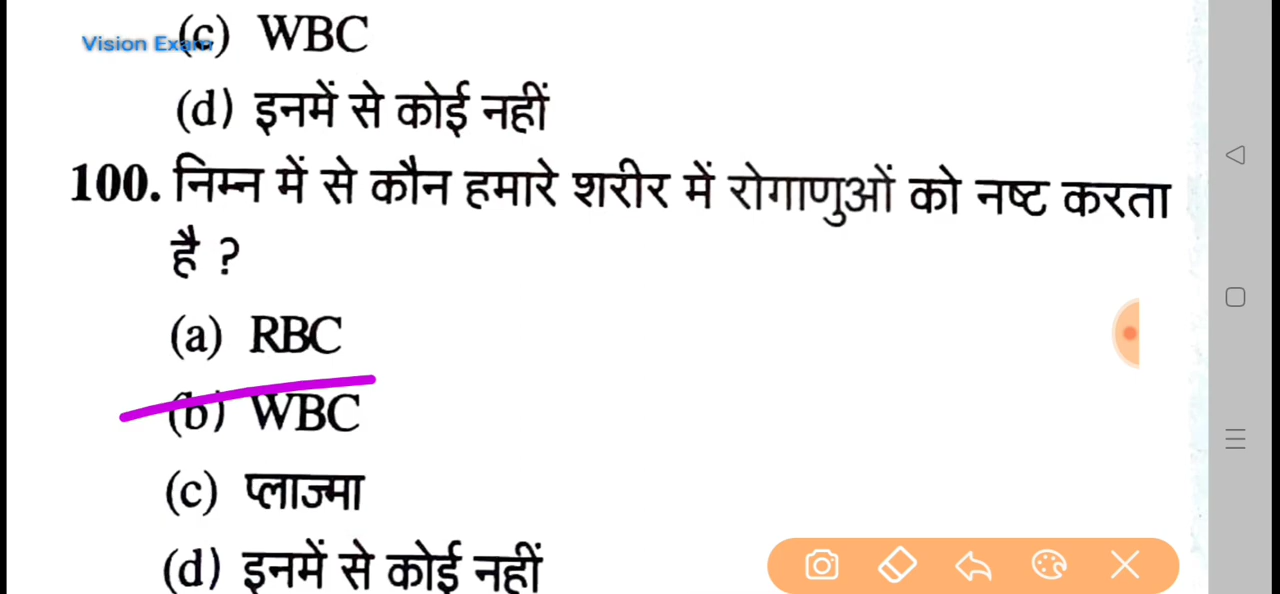 Vision Exam (c) WBC
(d) इनमें से कोई नहीं
100. निम्न में से कौन हमारे शरीर में रोगाणुओं को नष्ट करता
है ?
(a) RBC
(b) WBC
(c) प्लाज्मा
(d) इनमें से कोई नहीं